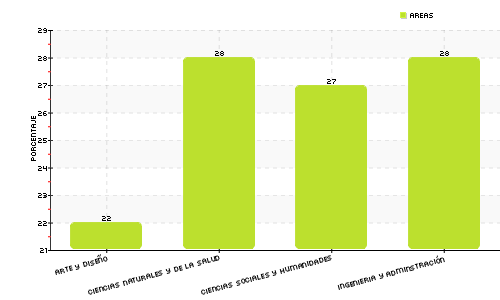 AREAS
PORCENTAJE
29
28
27
26
25
24
23
22
21
22
28
27
28
ARTE Y DISEÑO
CIENCIAS NATURALES Y DE LA SALUD
CIENCIAS SOCIALES Y HUMANIDADES
INGENIERIA Y ADMINSTRACIÓN